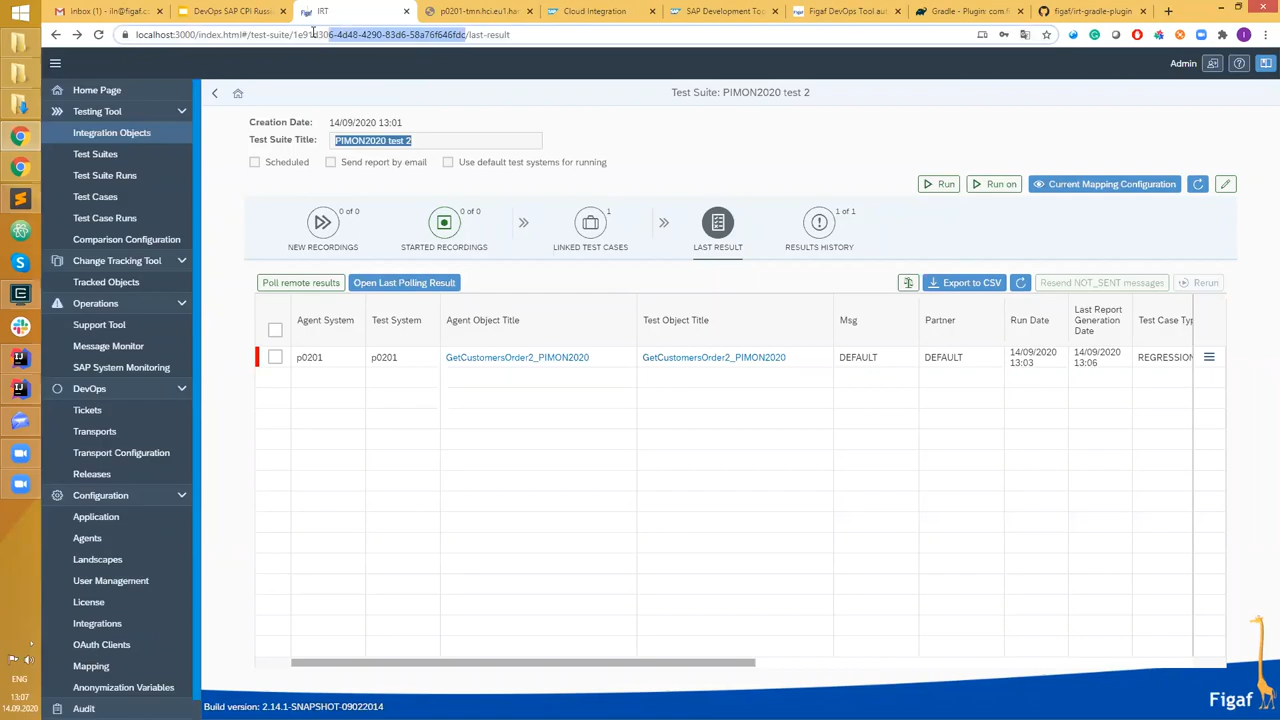 Inbox (1) - iin@figaf.c
DevOps SAP CPI Russi
Figaf IRT
p0201-tmn.hci.eu1.ha
Cloud Integration
SAP Development Too
Figaf DevOps Tool aut
Gradle - Plugin: com.f
figaf/irt-gradle-plugin
localhost:3000/index.html#/test-suite/1e91d306-4d48-4290-83d6-58a76f646fdc/last-result
Admin
Home Page
Test Suite: PIMON2020 test 2
Testing Tool
Creation Date: 14/09/2020 13:01
Integration Objects
Test Suite Title: PIMON2020 test 2
Test Suites
Scheduled Send report by email Use default test systems for running
Test Suite Runs
Run Run on Current Mapping Configuration
Test Cases
0 of 0 0 of 0 1 1 of 1
Test Case Runs
Comparison Configuration
NEW RECORDINGS STARTED RECORDINGS LINKED TEST CASES LAST RESULT RESULTS HISTORY
Change Tracking Tool
Tracked Objects
Poll remote results Open Last Polling Result Export to CSV Resend NOT_SENT messages Rerun
Operations
Support Tool
Message Monitor
SAP System Monitoring
Agent System Test System Agent Object Title Test Object Title Msg Partner Run Date Last Report Generation Date Test Case Typ
p0201 p0201 GetCustomersOrder2_PIMON2020 GetCustomersOrder2_PIMON2020 DEFAULT DEFAULT 14/09/2020 13:03 14/09/2020 13:06 REGRESSION
DevOps
Tickets
Transports
Transport Configuration
Releases
Configuration
Application
Agents
Landscapes
User Management
License
Integrations
OAuth Clients
Mapping
Anonymization Variables
Audit
ENG
13:07
14.09.2020
Build version: 2.14.1-SNAPSHOT-09022014
Figaf